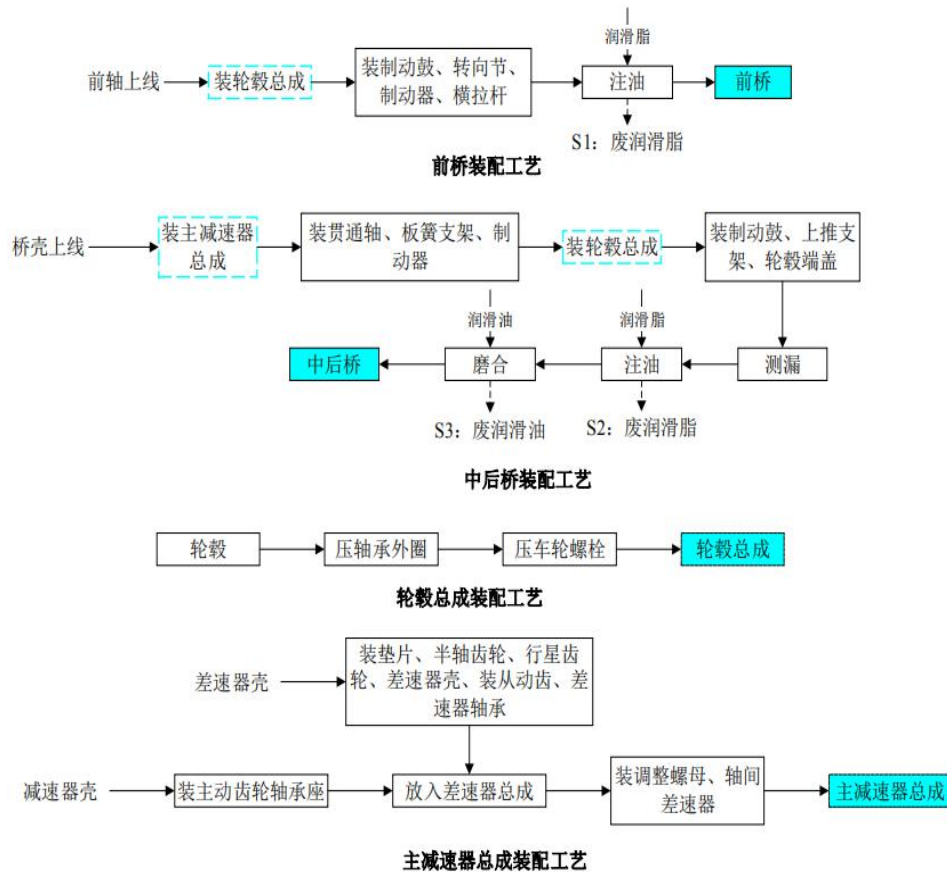 润滑脂
前轴上线
装轮毂总成
装制动鼓、转向节、
制动器、横拉杆
注油
前桥
S1：废润滑脂
前桥装配工艺
桥壳上线
装主减速器
总成
装贯通轴、板簧支架、制
动器
装轮毂总成
装制动鼓、上推支
架、轮毂端盖
润滑油
润滑脂
中后桥
磨合
注油
测漏
S3：废润滑油
S2：废润滑脂
中后桥装配工艺
轮毂
压轴承外圈
压车轮螺栓
轮毂总成
轮毂总成装配工艺
差速器壳
装垫片、半轴齿轮、行星齿
轮、差速器壳、装从动齿、差
速器轴承
减速器壳
装主动齿轮轴承座
放入差速器总成
装调整螺母、轴间
差速器
主减速器总成
主减速器总成装配工艺